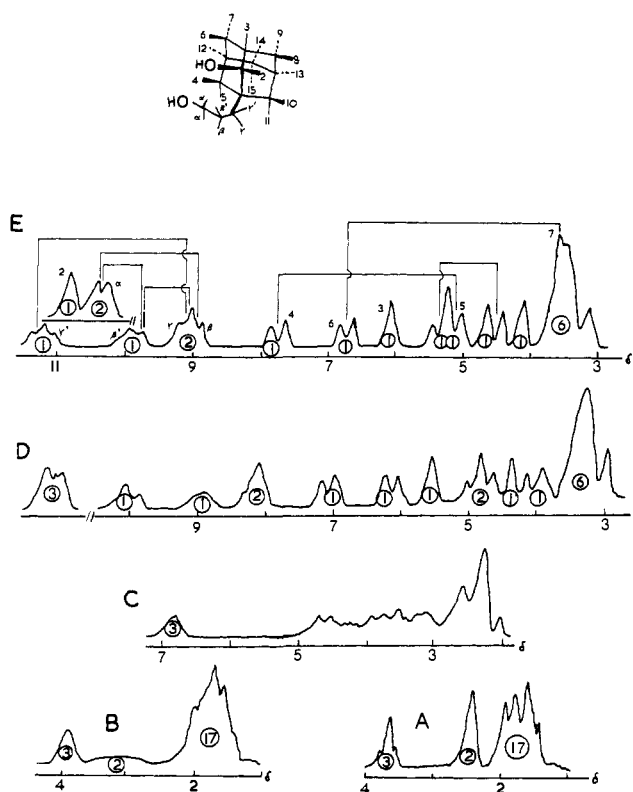 7 3 9
6 12 14 8
HO 2 13
4
5 15
HO α' β' γ' 10
α β γ 11
E
7
2 α 4 6 3 5
1 2
γ' β' γ β
1 1 2 1 1 1 1 1 1 1 6
11 9 7 5 3 δ
D
3 1 1 2 1 1 1 2 1 1 6
9 7 5 3 δ
C
3
7 5 3 δ
B A
3 2 17 3 2 17
4 2 δ 4 2 δ